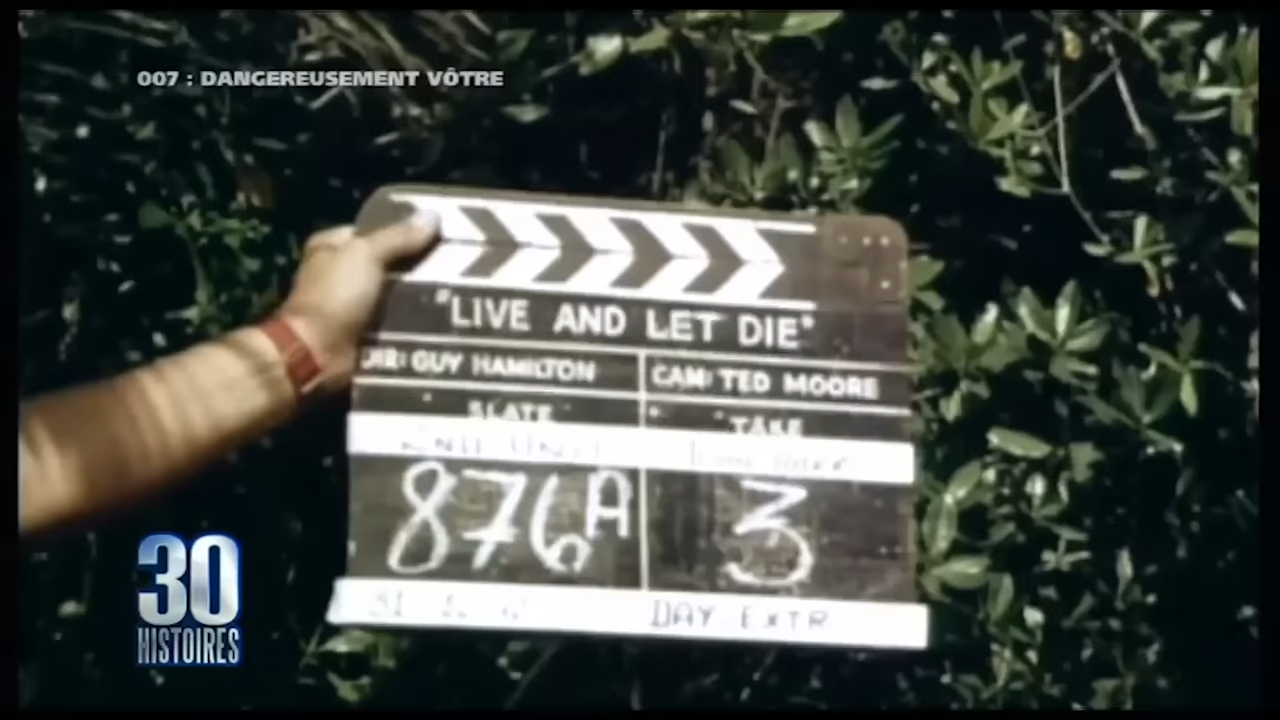 007 : DANGEREUSEMENT VÔTRE
"LIVE AND LET DIE"
DIR: GUY HAMILTON
CAM: TED MOORE
SLATE
TAKE
876A
3
DAY EXTR
30
HISTOIRES